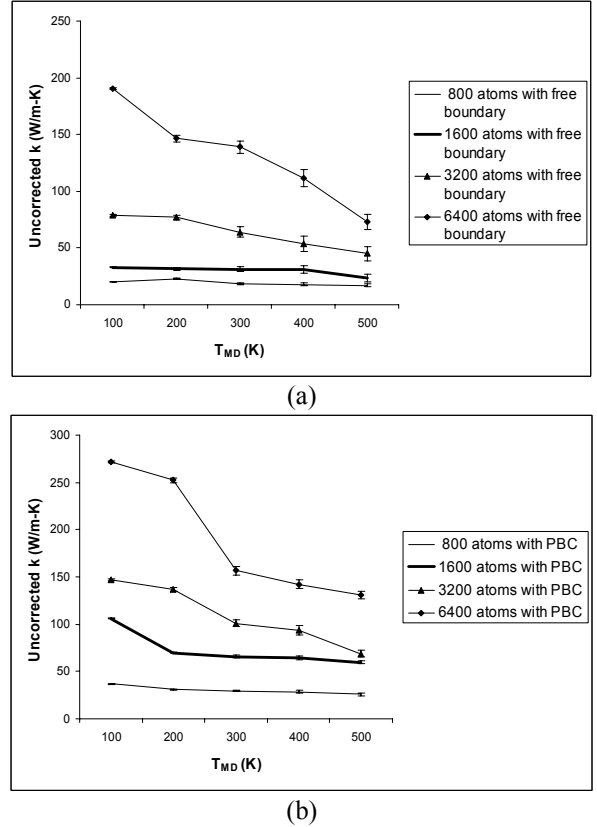 250
200
150
100
50
0
Uncorrected k (W/m-K)
100 200 300 400 500
T_MD (K)
800 atoms with free
boundary
1600 atoms with free
boundary
3200 atoms with free
boundary
6400 atoms with free
boundary
(a)
300
250
200
150
100
50
0
Uncorrected k (W/m-K)
100 200 300 400 500
T_MD (K)
800 atoms with PBC
1600 atoms with PBC
3200 atoms with PBC
6400 atoms with PBC
(b)